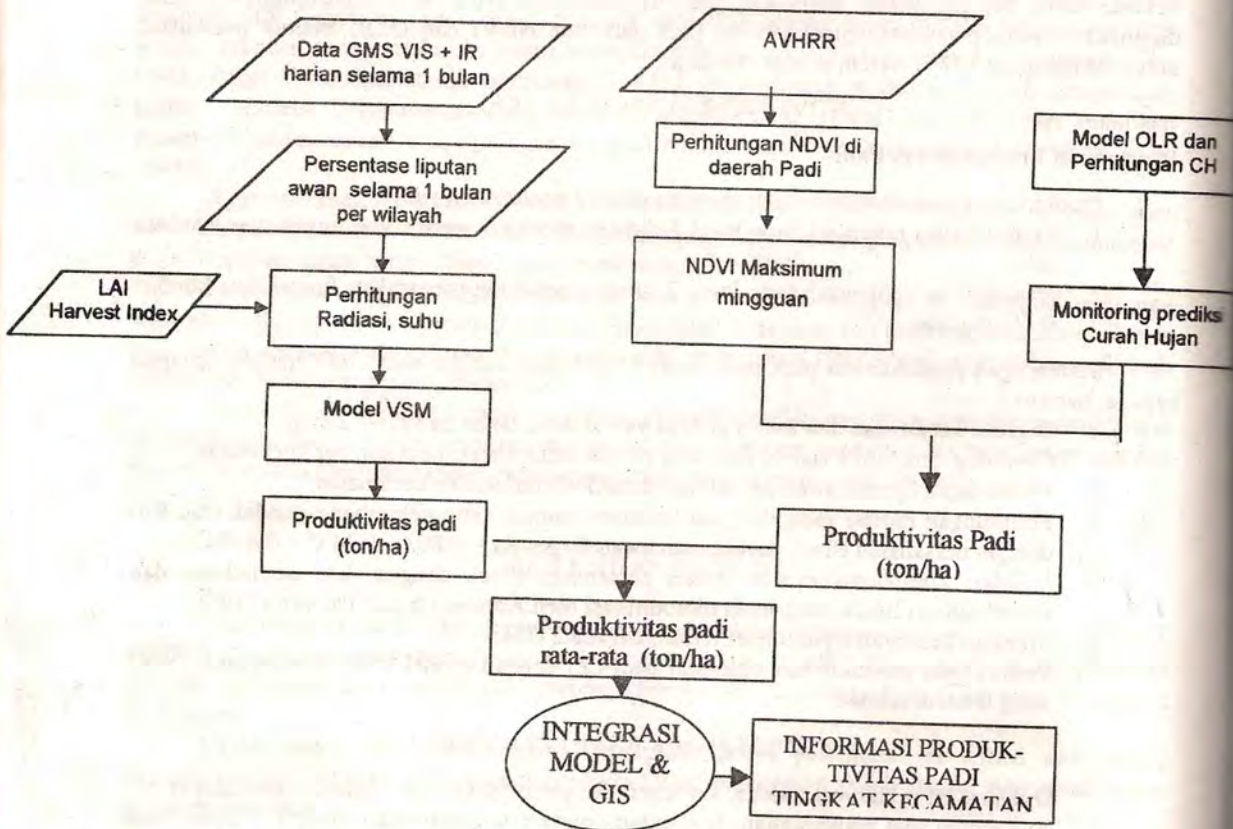 Data GMS VIS + IR
harian selama 1 bulan
AVHRR
Persentase liputan
awan selama 1 bulan
per wilayah
Perhitungan NDVI di
daerah Padi
Model OLR dan
Perhitungan CH
LAI
Harvest Index
Perhitungan
Radiasi, suhu
NDVI Maksimum
mingguan
Monitoring prediks
Curah Hujan
Model VSM
Produktivitas padi
(ton/ha)
Produktivitas Padi
(ton/ha)
Produktivitas padi
rata-rata (ton/ha)
INTEGRASI
MODEL &
GIS
INFORMASI PRODUK-
TIVITAS PADI
TINGKAT KECAMATAN